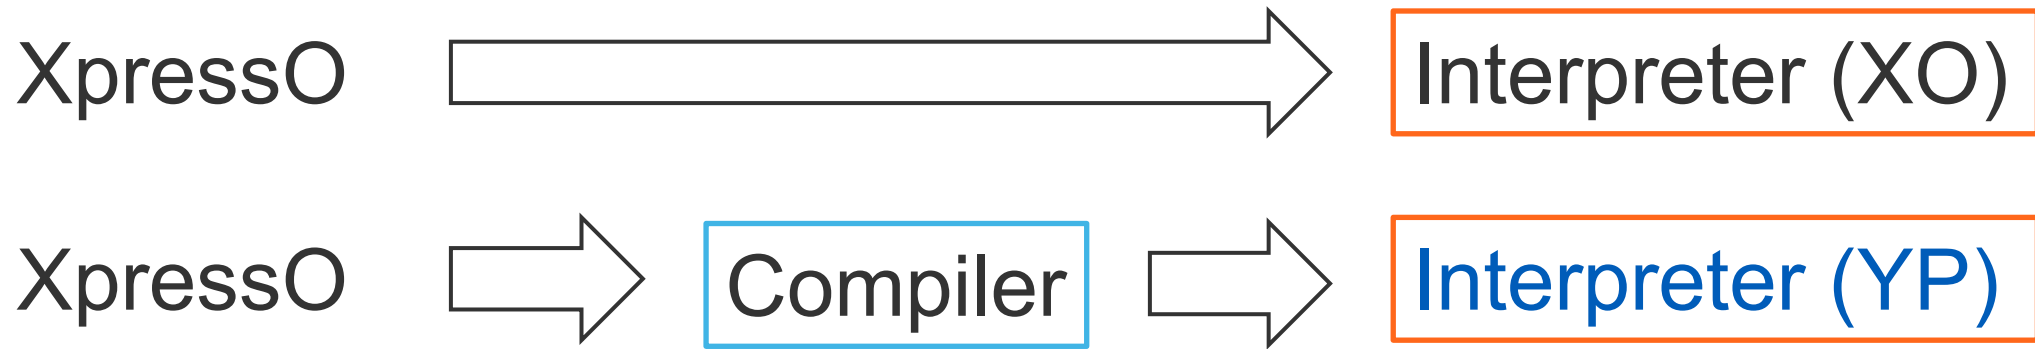 XpressO Interpreter (XO)
XpressO Compiler Interpreter (YP)